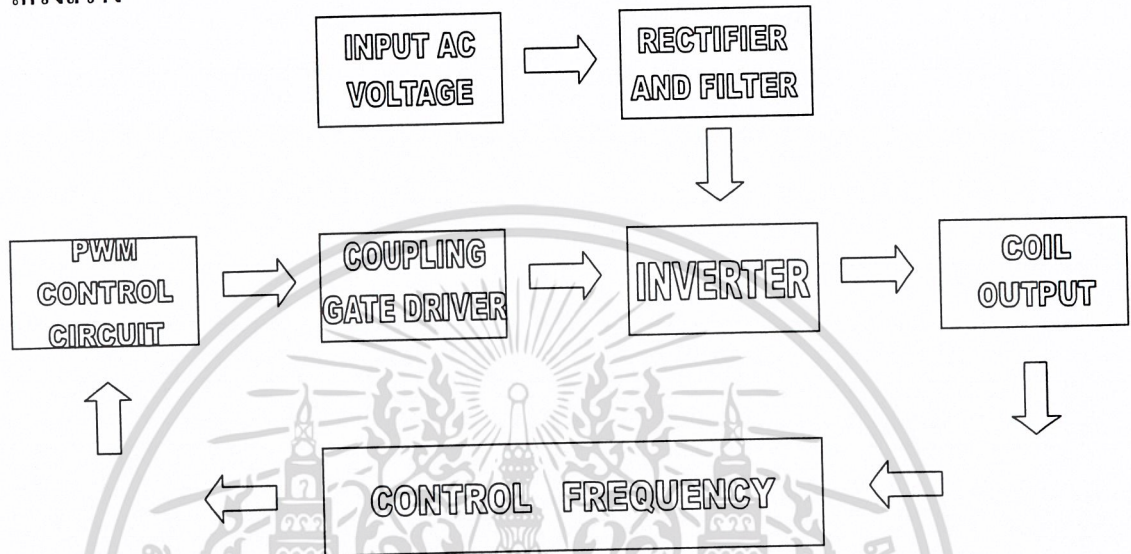 INPUT AC
VOLTAGE
RECTIFIER
AND FILTER
PWM
CONTROL
CIRCUIT
COUPLING
GATE DRIVER
INVERTER
COIL
OUTPUT
CONTROL FREQUENCY